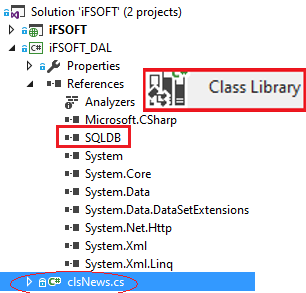 Solution 'iFSOFT' (2 projects)
iFSOFT
iFSOFT_DAL
Properties
References
Class Library
Analyzers
Microsoft.CSharp
SQLDB
System
System.Core
System.Data
System.Data.DataSetExtensions
System.Net.Http
System.Xml
System.Xml.Linq
clsNews.cs